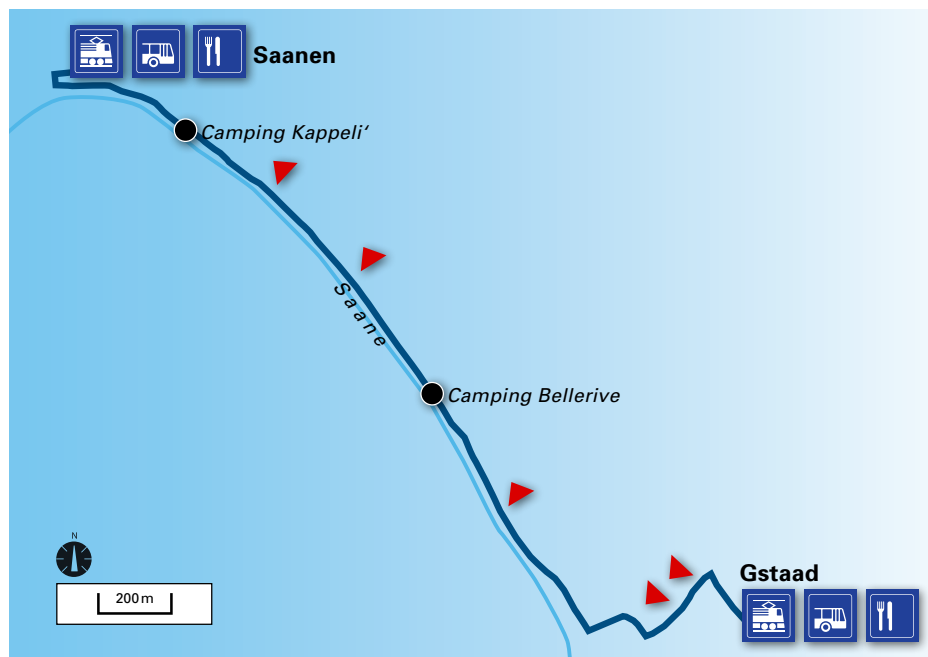 Saanen
Camping Kappeli‘
Saane
Camping Bellerive
N
200 m
Gstaad